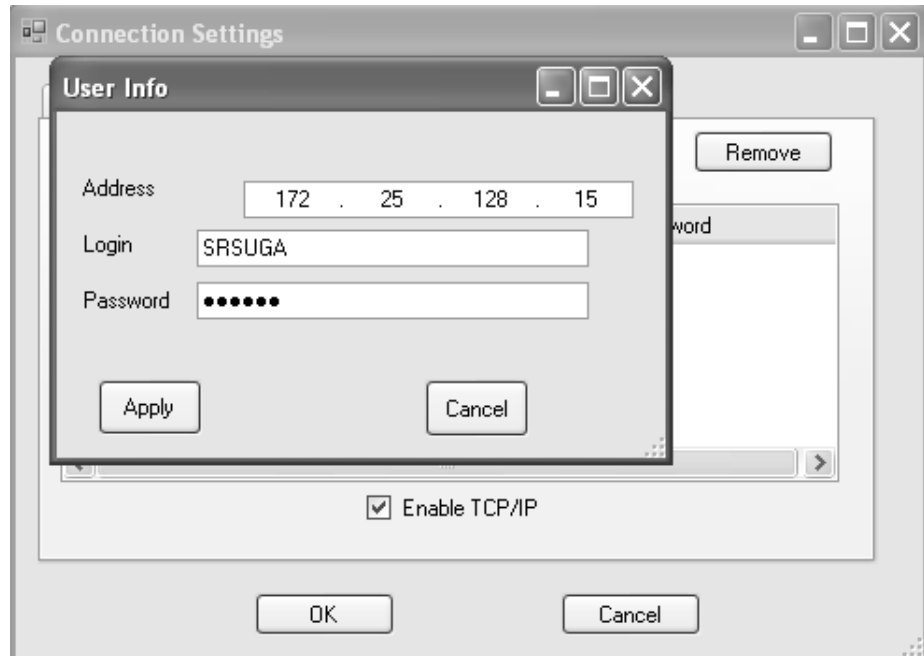 Connection Settings
User Info
Remove
Address 172 . 25 . 128 . 15
word
Login SRSUGA
Password ●●●●●●
Apply Cancel
Enable TCP/IP
OK Cancel